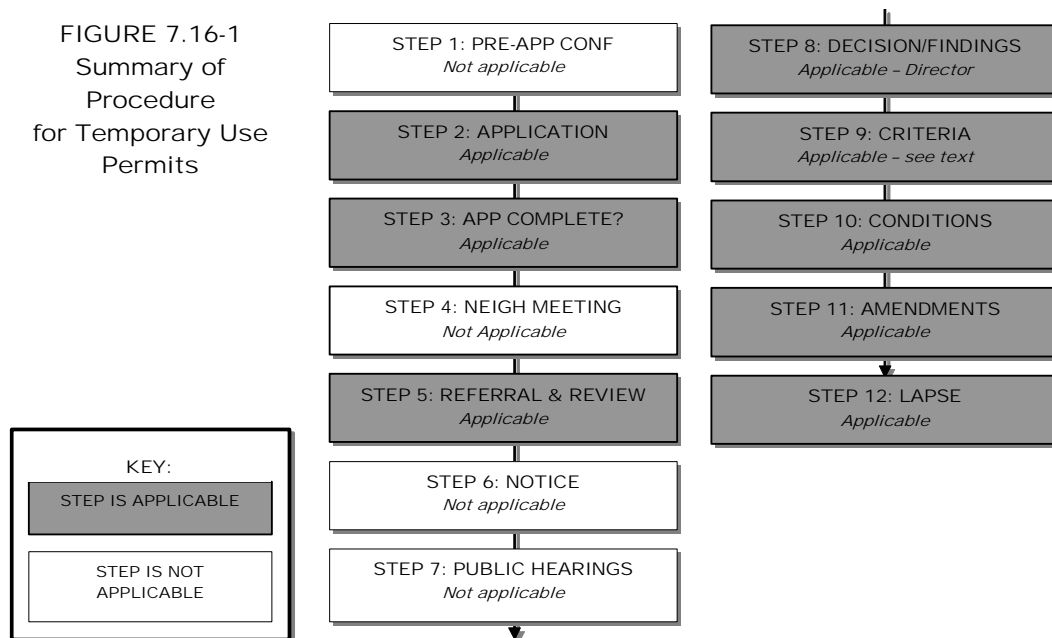 FIGURE 7.16-1
Summary of
Procedure
for Temporary Use
Permits
STEP 1: PRE-APP CONF
Not applicable
STEP 2: APPLICATION
Applicable
STEP 3: APP COMPLETE?
Applicable
STEP 4: NEIGH MEETING
Not Applicable
STEP 5: REFERRAL & REVIEW
Applicable
STEP 6: NOTICE
Not applicable
STEP 7: PUBLIC HEARINGS
Not applicable
STEP 8: DECISION/FINDINGS
Applicable – Director
STEP 9: CRITERIA
Applicable – see text
STEP 10: CONDITIONS
Applicable
STEP 11: AMENDMENTS
Applicable
STEP 12: LAPSE
Applicable
KEY:
STEP IS APPLICABLE
STEP IS NOT
APPLICABLE